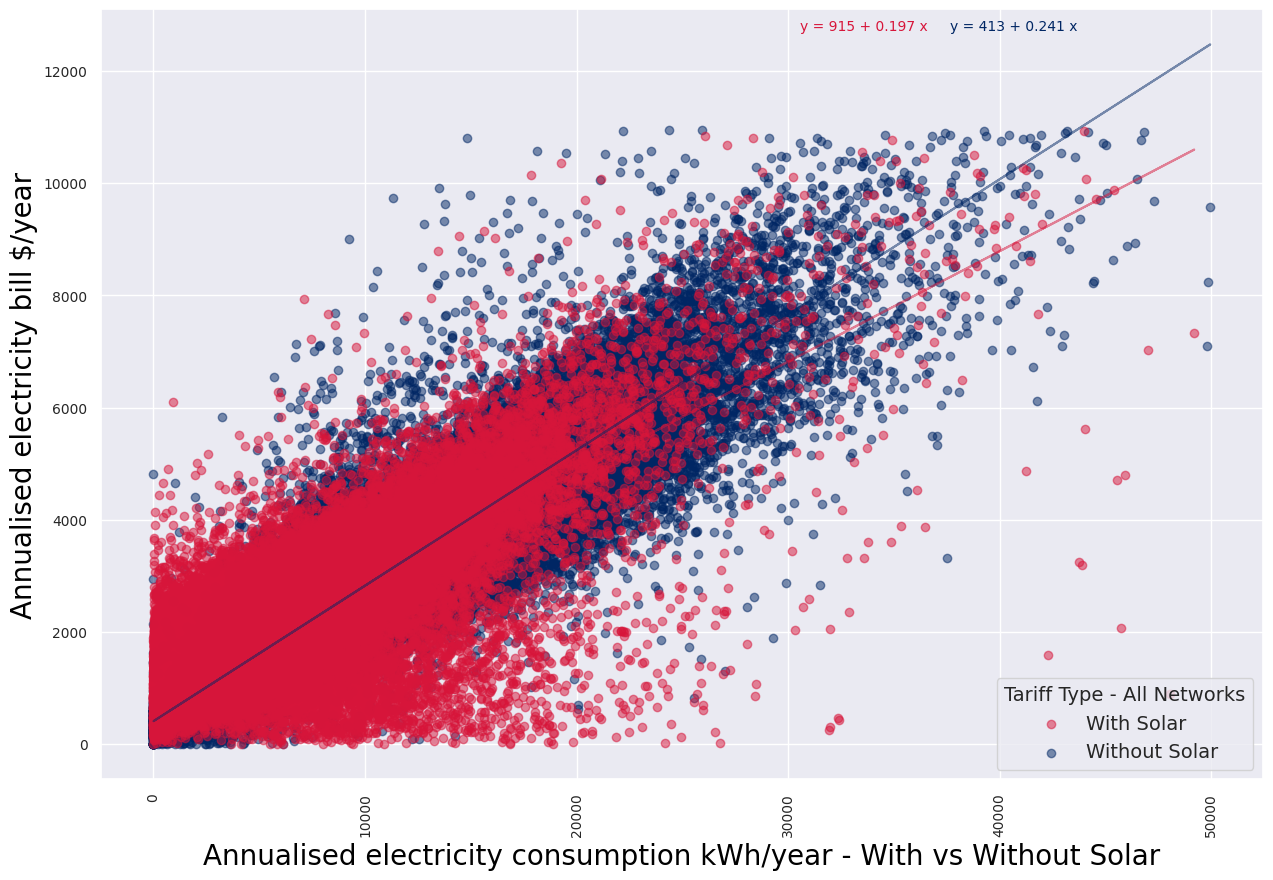 y = 915 + 0.197 x y = 413 + 0.241 x
12000
10000
8000
6000
4000
2000
0
Annualised electricity bill $/year
Tariff Type - All Networks
With Solar
Without Solar
0 10000 20000 30000 40000 50000
Annualised electricity consumption kWh/year - With vs Without Solar